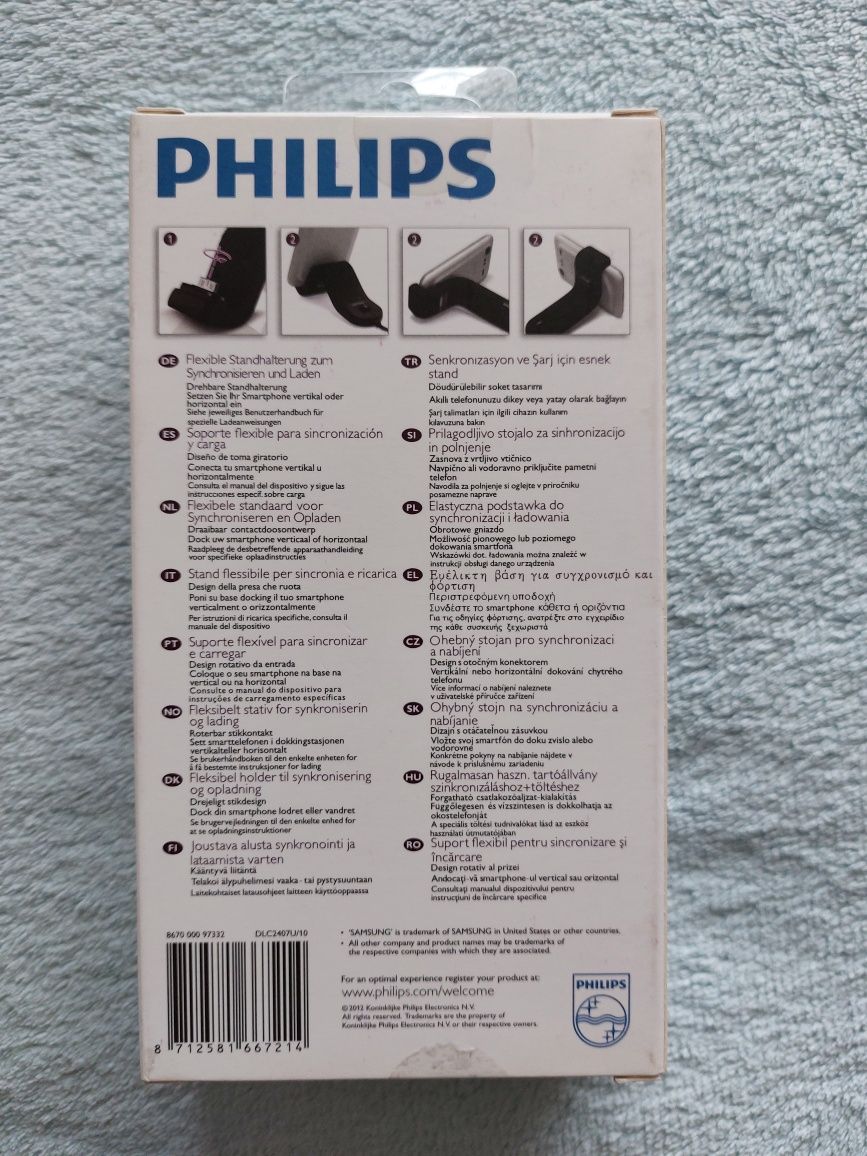 PHILIPS
1
2
2
2
DE Flexible Standhalterung zum
Synchronisieren und Laden
Drehbare Standhalterung
Setzen Sie Ihr Smartphone vertikal oder
horizontal ein
Siehe jeweiliges Benutzerhandbuch für
spezielle Ladeanweisungen
ES Soporte flexible para sincronización
y carga
Diseño de toma giratorio
Conecta tu smartphone vertikal u
horizontalmente
Consulta el manual del dispositivo y sigue las
instrucciones específ. sobre carga
NL Flexibele standaard voor
Synchroniseren en Opladen
Draaibaar contactdoosontwerp
Dock uw smartphone verticaal of horizontaal
Raadpleeg de desbetreffende apparaathandleiding
voor specifieke oplaadinstructies
IT Stand flessibile per sincronia e ricarica
Design della presa che ruota
Poni su base docking il tuo smartphone
verticalment o orizzontalmente
Per istruzioni di ricarica specifiche, consulta il
manuale del dispositivo
PT Suporte flexível para sincronizar
e carregar
Design rotativo da entrada
Coloque o seu smartphone na base na
vertical ou na horizontal
Consulte o manual do dispositivo para
instruções de carregamento específicas
NO Fleksibelt stativ for synkroniserin
og lading
Roterbar stikkontakt
Sett smarttelefonen i dokkingstasjonen
vertikalteller horisontalt
Se brukerhåndboken til den enkelte enheten for
å få bestemte instruksjoner for lading
DK Fleksibel holder til synkronisering
og opladning
Drejeligt stikdesign
Dock din smartphone lodret eller vandret
Se brugervejledningen til den enkelte enhed for
at se opladningsinstruktioner
FI Joustava alusta synkronointi ja
lataamista varten
Kääntyvä liitäntä
Telakoi älypuhelimesi vaaka- tai pystysuuntaan
Laitekohtaiset latausohjeet laitteen käyttöoppaassa
TR Senkronizasyon ve Şarj için esnek
stand
Döudürülebilir soket tasarımı
Akıllı telefonunuzu dikey veya yatay olarak bağlayın
Şarj talimatları için ilgili cihazın kullanım
kılavuzuna bakın
SI Prilagodljivo stojalo za sinhronizacijo
in polnjenje
Zasnova z vrtljivo vtičnico
Navpično ali vodoravno priključite pametni
telefon
Navodila za polnjenje si oglejte v priročniku
posamezne naprave
PL Elastyczna podstawka do
synchronizacji i ładowania
Obrotowe gniazdo
Możliwość pionowego lub poziomego
dokowania smartfona
Wskazówki dot. ładowania można znaleźć w
instrukcji obsługi danego urządzenia
EL Ευέλικτη βάση για συγχρονισμό και
φόρτιση
Περιστρεφόμενη υποδοχή
Συνδέστε το smartphone κάθετα ή οριζόντια
Για τις οδηγίες φόρτισης, ανατρέξτε στο εγχειρίδιο
της κάθε συσκευής ξεχωριστά
CZ Ohebný stojan pro synchronizaci
a nabíjení
Design s otočným konektorem
Vertikální nebo horizontální dokování chytrého
telefonu
Více informací o nabíjení naleznete
v uživatelské příručce zařízení
SK Ohybný stojn na synchronizáciu a
nabíjanie
Dizajn s otáčateľnou zásuvkou
Vložte svoj smartfón do doku zvislo alebo
vodorovne
Konkrétne pokyny na nabíjanie nájdete v
návode k príslušnému zariadeniu
HU Rugalmasan haszn. tartóállvány
szinkronizáláshoz+töltéshez
Forgatható csatlakozóaljzat-kialakítás
Függőlegesen és vízszintesen is dokkolhatja az
okostelefonját
A speciális töltési tudnivalókat lásd az eszköz
használati útmutatójában
RO Suport flexibil pentru sincronizare şi
încărcare
Design rotativ al prizei
Andocaţi-vă smartphone-ul vertical sau orizontal
Consultaţi manualul dispozitivului pentru
instrucţiuni de încărcare specifice
8670 000 97332 DLC2407U/10
8 712581 667214
• 'SAMSUNG' is trademark of SAMSUNG in United States or other countries.
• All other company and product names may be trademarks of
the respective companies with which they are associated.
For an optimal experience register your product at:
www.philips.com/welcome
©2012 Koninklijke Philips Electronics N.V.
All rights reserved. Trademarks are the property of
Koninklijke Philips Electronics N.V. or their respective owners.
PHILIPS